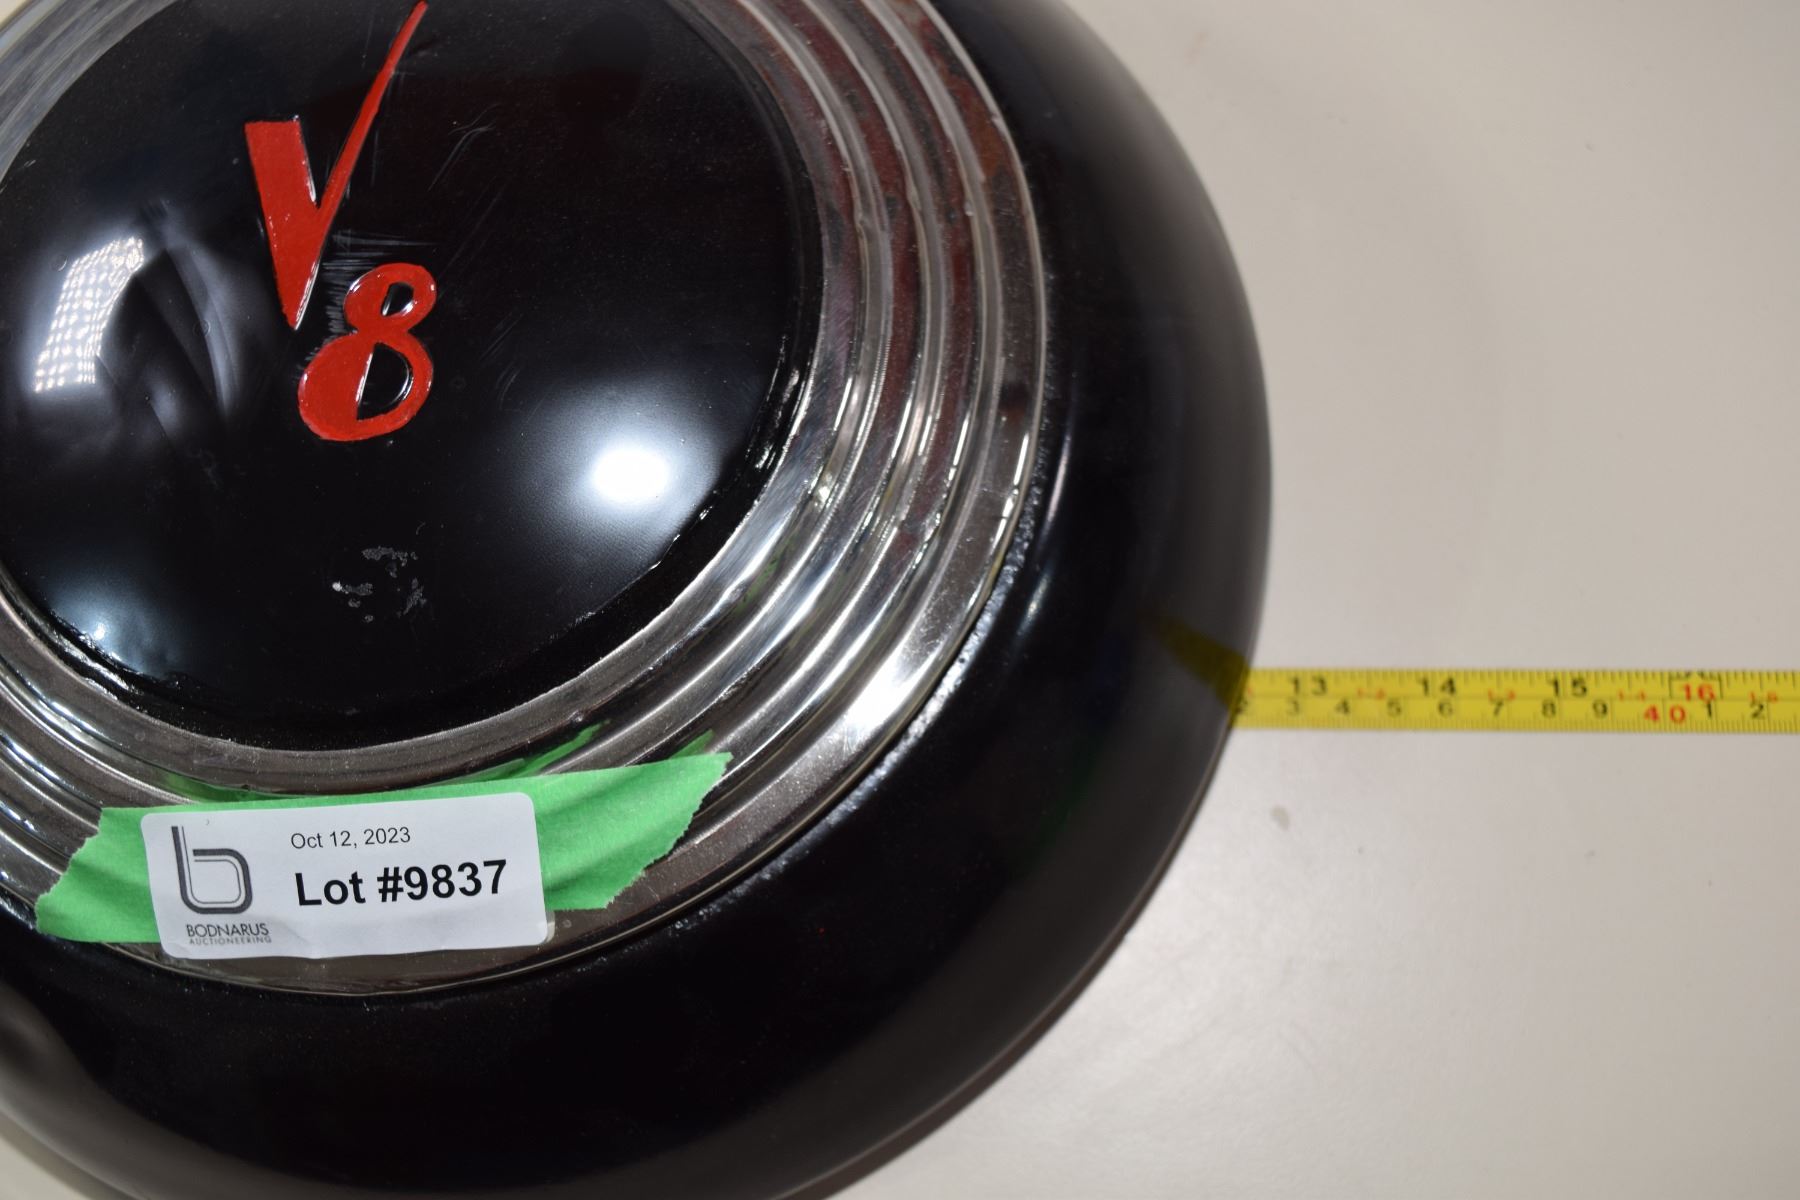 V
8
13 14 15 16
3 4 5 6 7 8 9 40 1 2
Oct 12, 2023
Lot #9837
BODNARUS
AUCTIONEERING